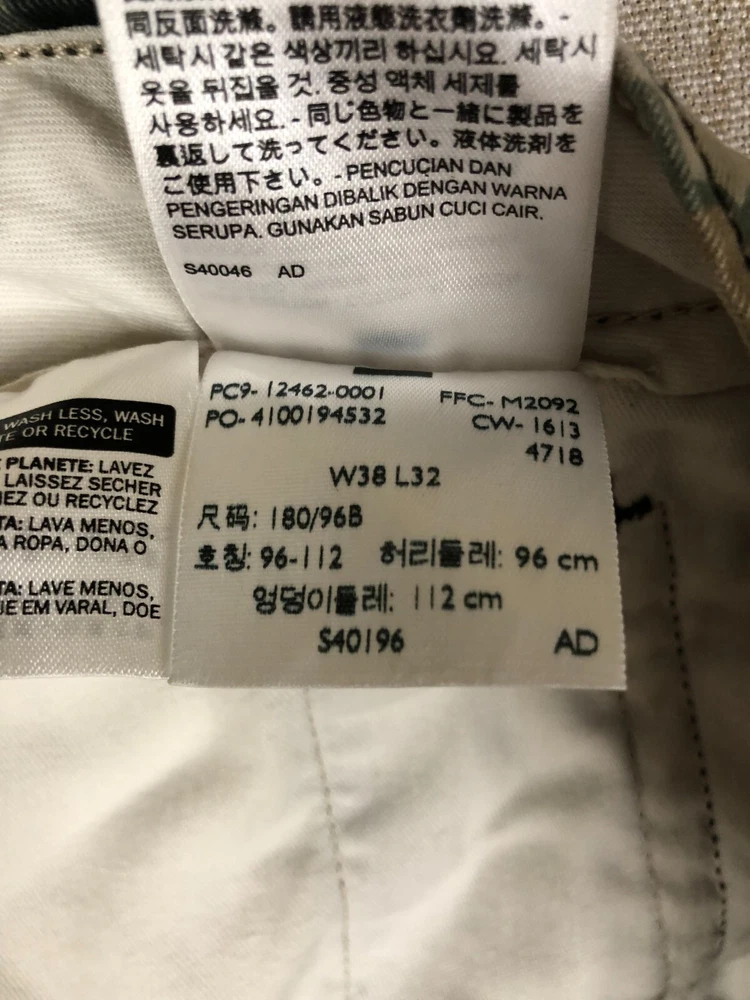 同反面洗滌。請用液態洗衣劑洗滌。-
세탁시 같은 색상끼리 하십시요. 세탁시
옷을 뒤집을 것. 중성 액체 세제를
사용하세요. - 同じ色物と一緒に製品を
裏返して洗ってください。液体洗剤を
ご使用下さい。- PENCUCIAN DAN
PENGERINGAN DIBALIK DENGAN WARNA
SERUPA. GUNAKAN SABUN CUCI CAIR.
S40046 AD
WASH LESS, WASH
TE OR RECYCLE
PLANETE: LAVEZ
LAISSEZ SECHER
EZ OU RECYCLEZ
TA: LAVA MENOS,
A ROPA, DONA O
TA: LAVE MENOS,
UE EM VARAL, DOE
PC9- 12462-0001 FFC- M2092
PO- 4100194532 CW- 1613
4718
W38 L32
尺码: 180/96B
호칭: 96-112 허리둘레: 96 cm
엉덩이둘레: 112 cm
S40196 AD